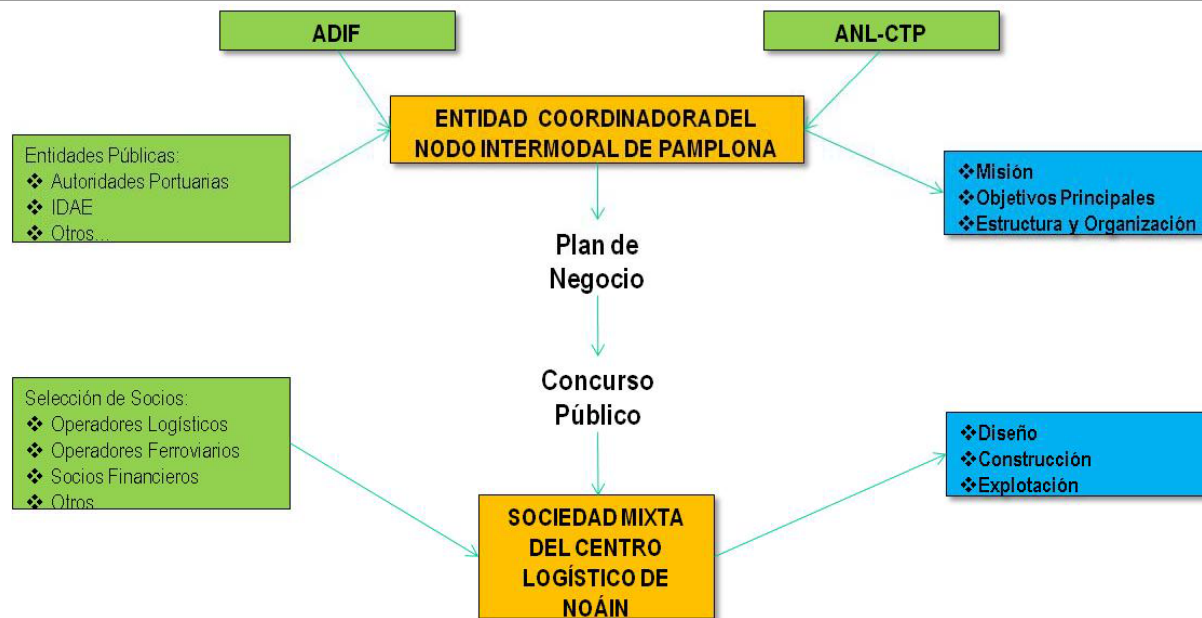 ADIF
ANL-CTP
ENTIDAD COORDINADORA DEL
NODO INTERMODAL DE PAMPLONA
Entidades Públicas:
❖ Autoridades Portuarias
❖ IDAE
❖ Otros...
❖Misión
❖Objetivos Principales
❖Estructura y Organización
Plan de
Negocio
Concurso
Público
Selección de Socios:
❖ Operadores Logísticos
❖ Operadores Ferroviarios
❖ Socios Financieros
❖ Otros
❖Diseño
❖Construcción
❖Explotación
SOCIEDAD MIXTA
DEL CENTRO
LOGÍSTICO DE
NOÁIN